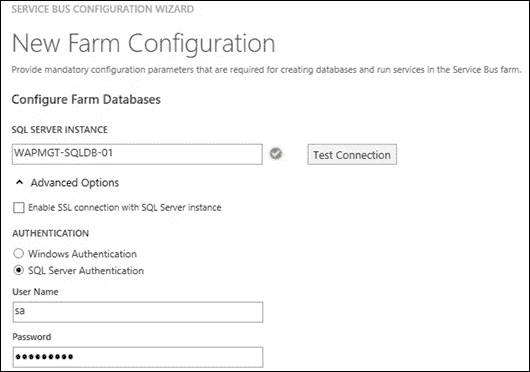 SERVICE BUS CONFIGURATION WIZARD
New Farm Configuration
Provide mandatory configuration parameters that are required for creating databases and run services in the Service Bus farm.
Configure Farm Databases
SQL SERVER INSTANCE
WAPMGT-SQLDB-01
Test Connection
Advanced Options
Enable SSL connection with SQL Server instance
AUTHENTICATION
Windows Authentication
SQL Server Authentication
User Name
sa
Password
●●●●●●●●●